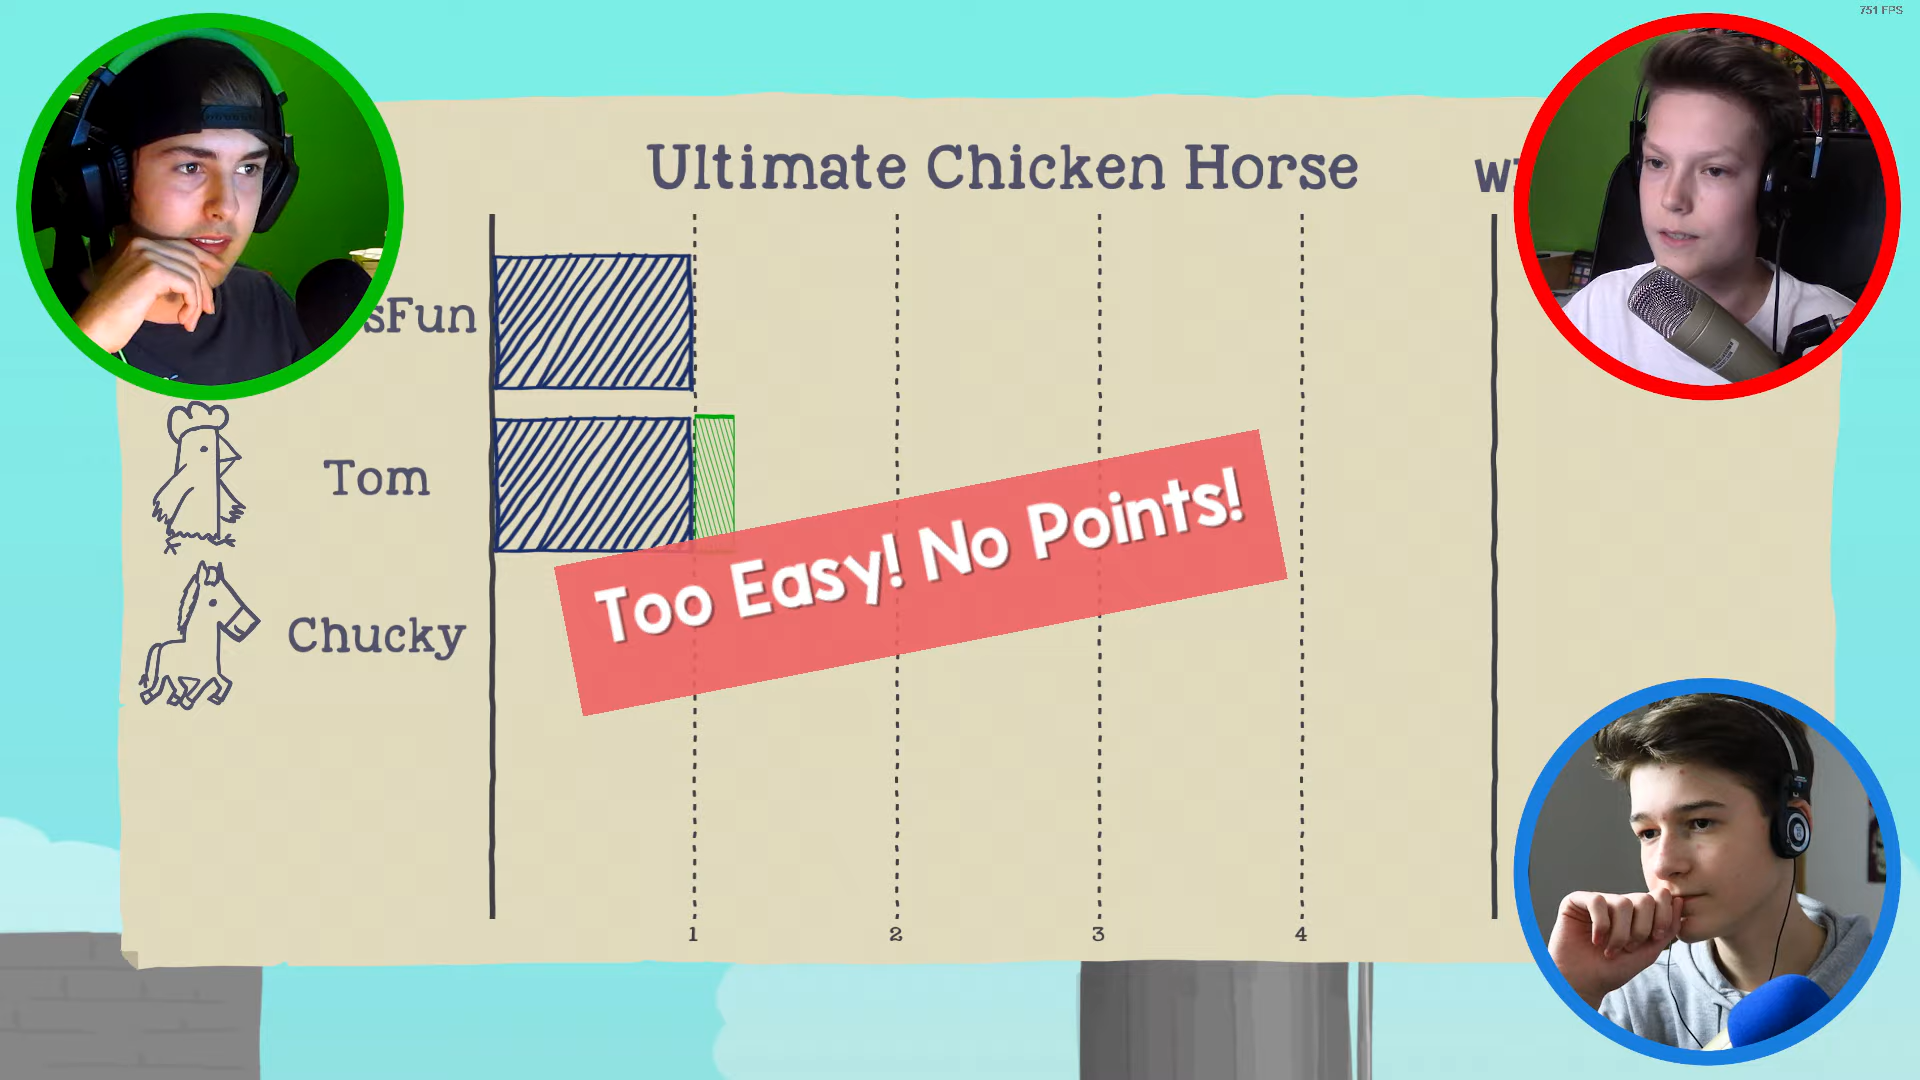 751 FPS
Ultimate Chicken Horse
sFun
Tom
Too Easy! No Points!
Chucky
1 2 3 4